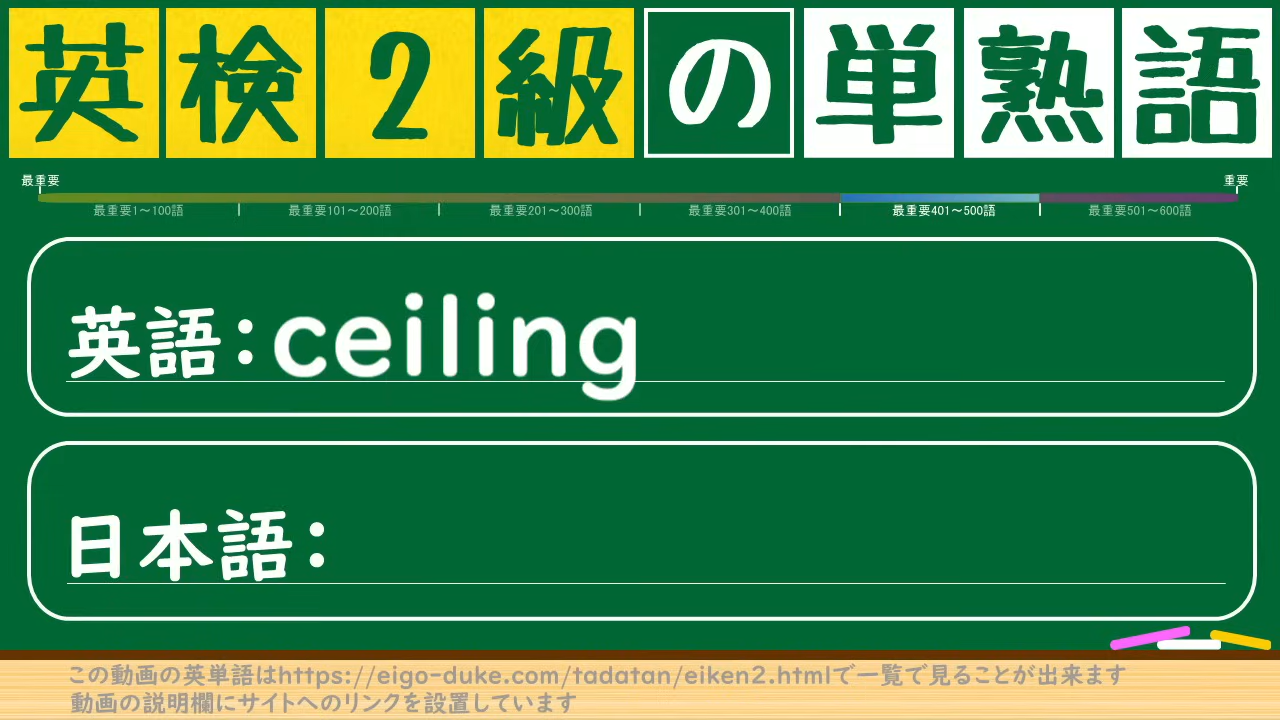 英検2級の単熟語
最重要 重要
最重要1～100語 最重要101～200語 最重要201～300語 最重要301～400語 最重要401～500語 最重要501～600語
英語：ceiling
日本語：
この動画の英単語はhttps://eigo-duke.com/tadatan/eiken2.htmlで一覧で見ることが出来ます
動画の説明欄にサイトへのリンクを設置しています